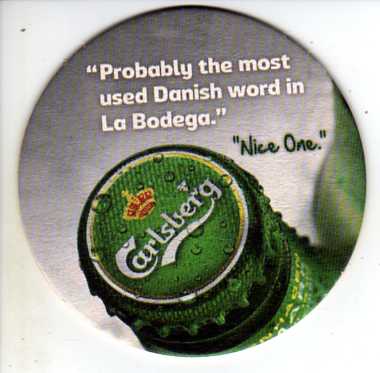 “Probably the most
used Danish word in
La Bodega.”
"Nice One."
Carlsberg